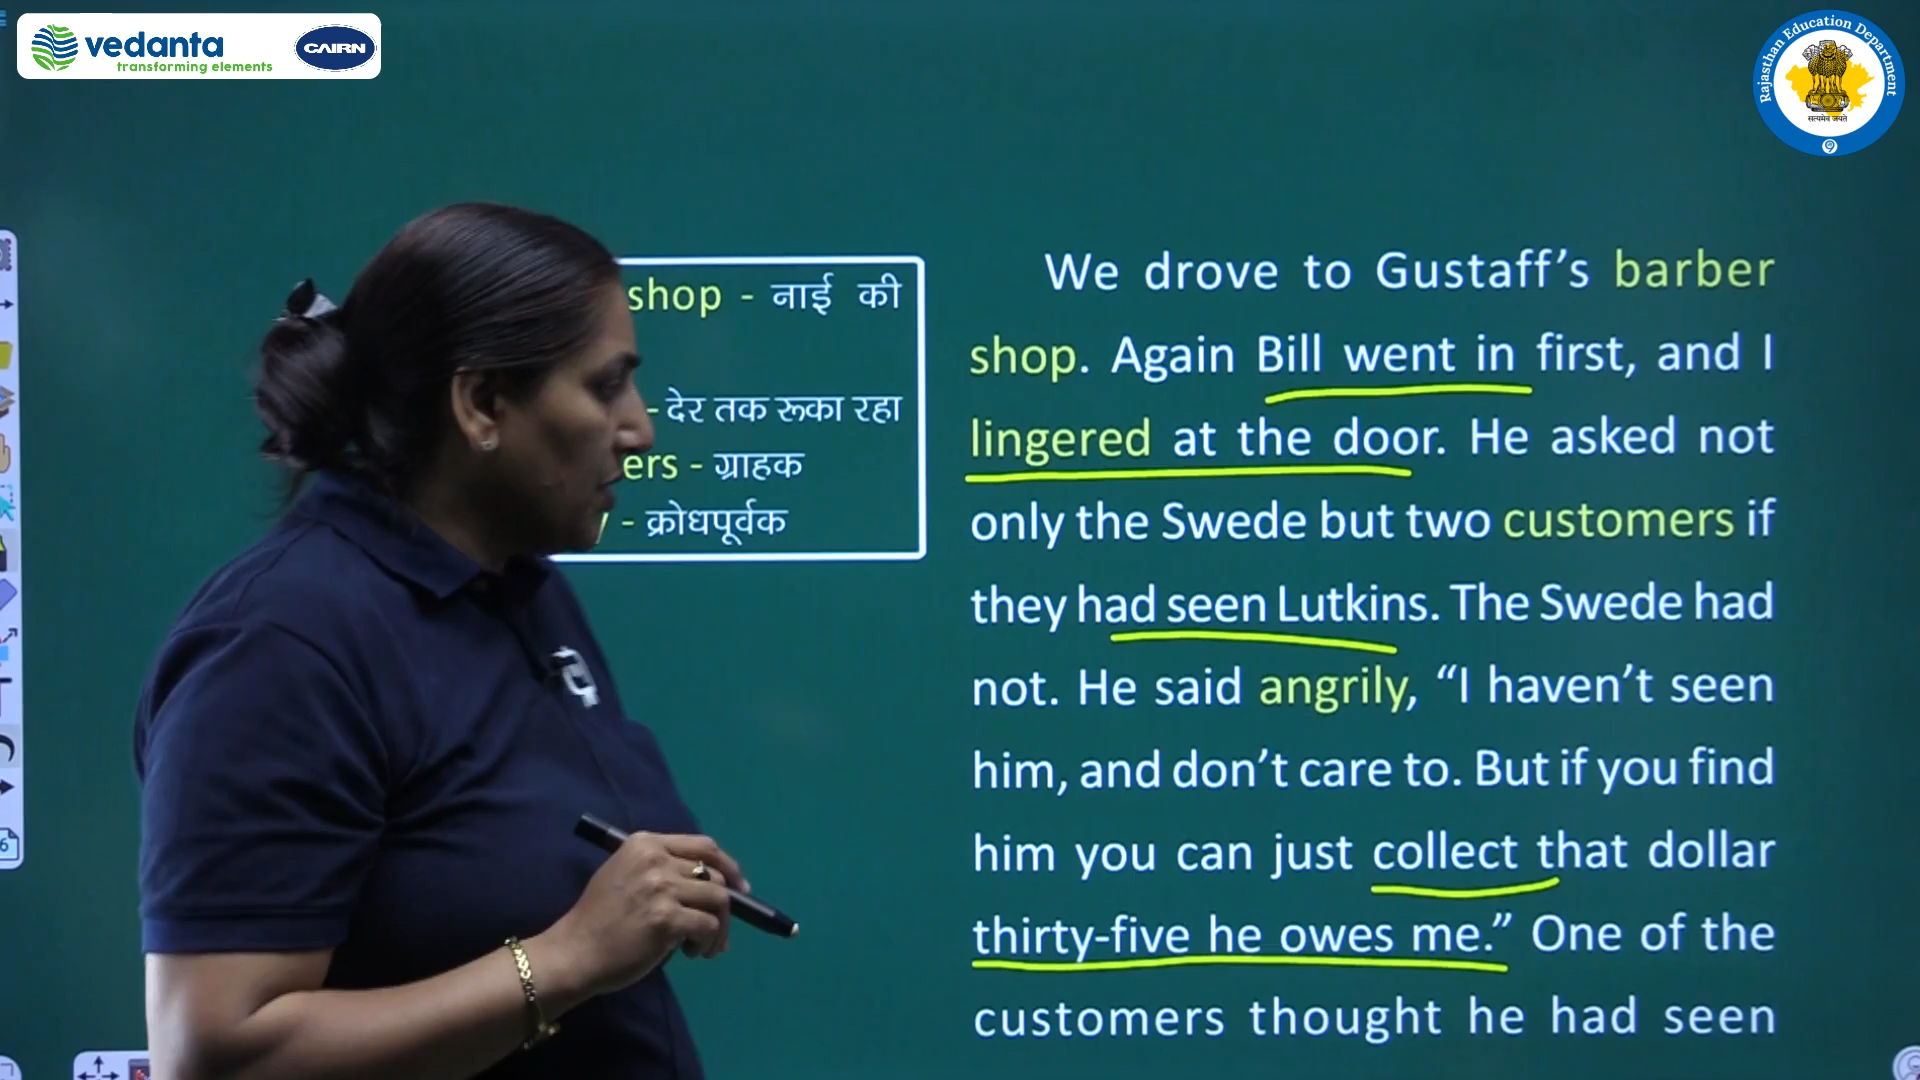 vedanta
transforming elements
CAIRN
Rajasthan Education Department
सत्यमेव जयते
shop - नाई की
- देर तक रूका रहा
ers - ग्राहक
- क्रोधपूर्वक
We drove to Gustaff’s barber
shop. Again Bill went in first, and I
lingered at the door. He asked not
only the Swede but two customers if
they had seen Lutkins. The Swede had
not. He said angrily, “I haven’t seen
him, and don’t care to. But if you find
him you can just collect that dollar
thirty-five he owes me.” One of the
customers thought he had seen